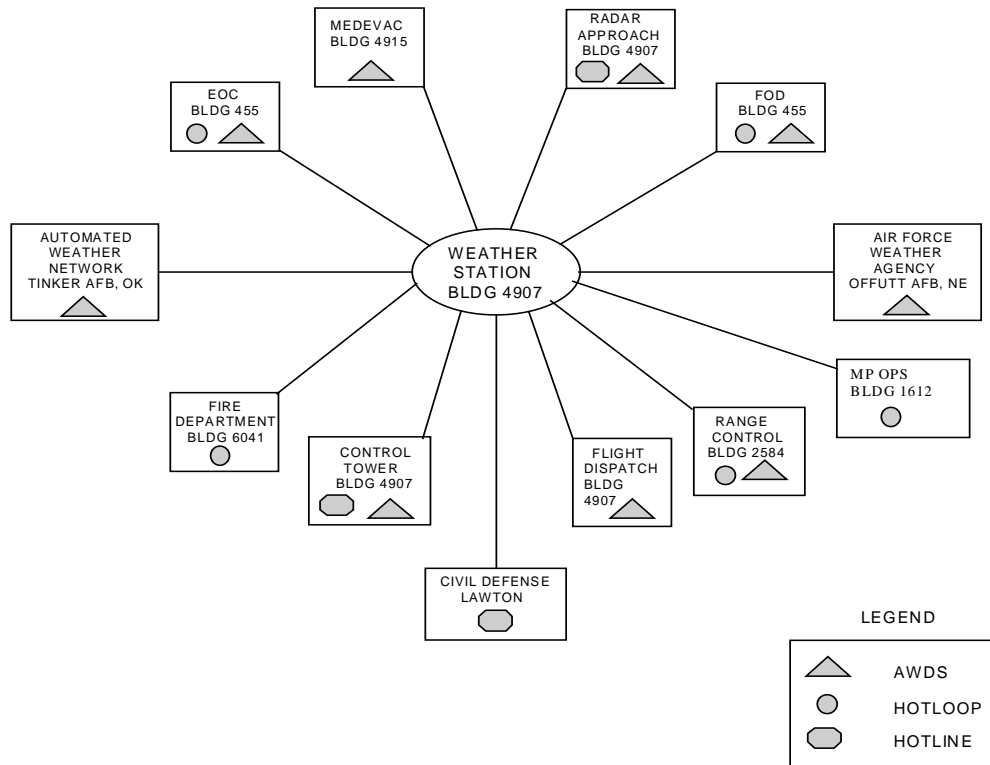 MEDEVAC
BLDG 4915
RADAR
APPROACH
BLDG 4907
EOC
BLDG 455
FOD
BLDG 455
AUTOMATED
WEATHER
NETWORK
TINKER AFB, OK
WEATHER
STATION
BLDG 4907
AIR FORCE
WEATHER
AGENCY
OFFUTT AFB, NE
MP OPS
BLDG 1612
FIRE
DEPARTMENT
BLDG 6041
CONTROL
TOWER
BLDG 4907
FLIGHT
DISPATCH
BLDG
4907
RANGE
CONTROL
BLDG 2584
CIVIL DEFENSE
LAWTON
LEGEND
AWDS
HOTLOOP
HOTLINE